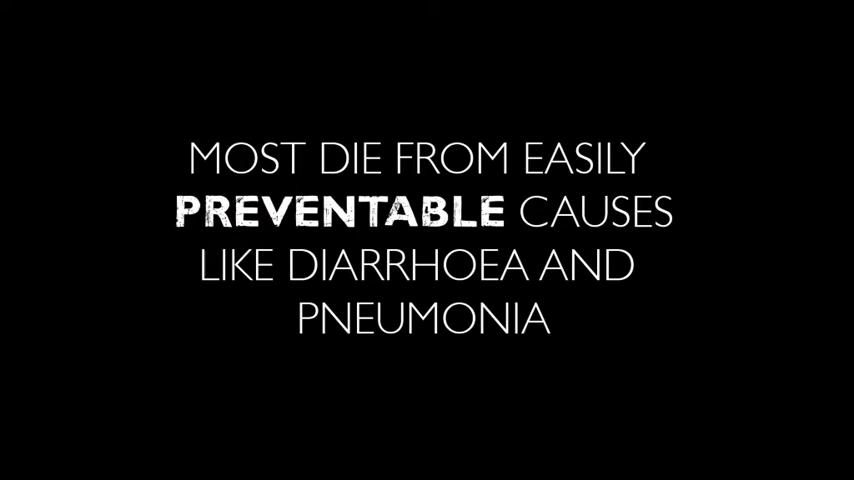 MOST DIE FROM EASILY
PREVENTABLE CAUSES
LIKE DIARRHOEA AND
PNEUMONIA